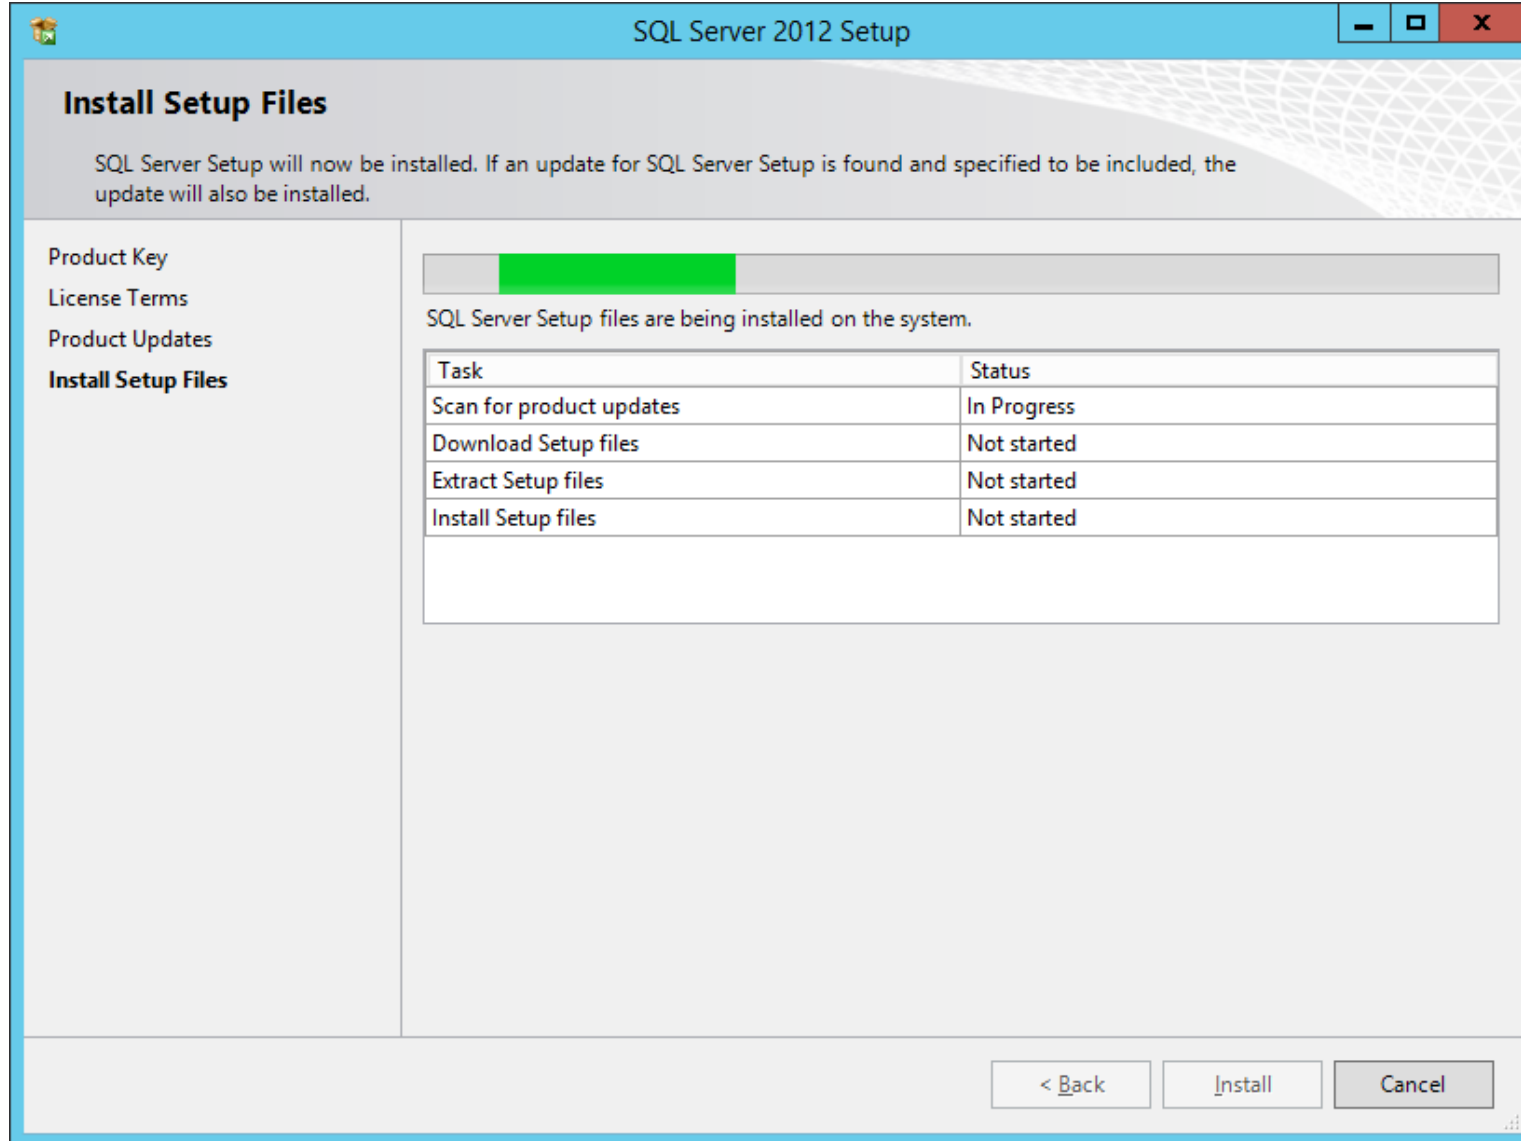 SQL Server 2012 Setup
Install Setup Files
SQL Server Setup will now be installed. If an update for SQL Server Setup is found and specified to be included, the
update will also be installed.
Product Key
License Terms
Product Updates
Install Setup Files
SQL Server Setup files are being installed on the system.
Task Status
Scan for product updates In Progress
Download Setup files Not started
Extract Setup files Not started
Install Setup files Not started
< Back Install Cancel